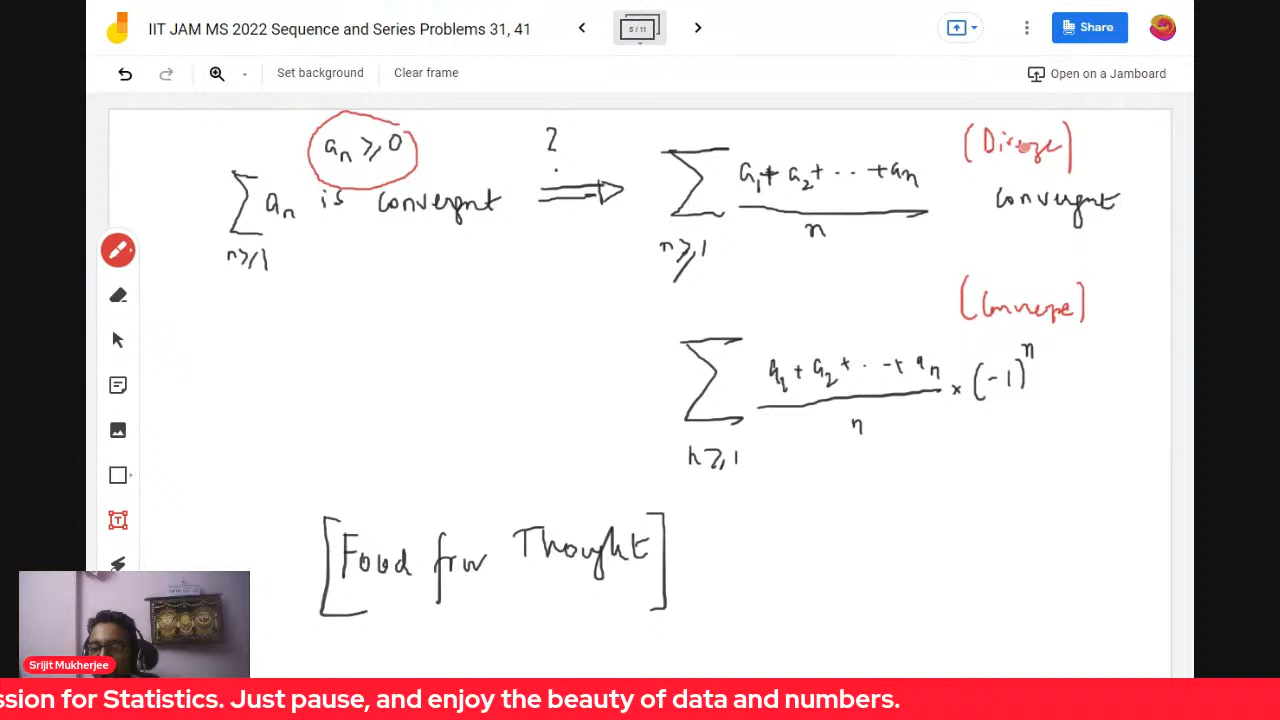 IIT JAM MS 2022 Sequence and Series Problems 31, 41
5 / 11
Share
Set background
Clear frame
Open on a Jamboard
aₙ ≥ 0
?
∑ aₙ is convergent ⟹ ∑ a₁ + a₂ + ·· + aₙ / n convergent
n ≥ 1
n ≥ 1
(Diverge)
(Converge)
∑ a₁ + a₂ + ·· + aₙ / n × (-1)ⁿ
n ≥ 1
[Food for Thought]
Srijit Mukherjee
ssion for Statistics. Just pause, and enjoy the beauty of data and numbers.